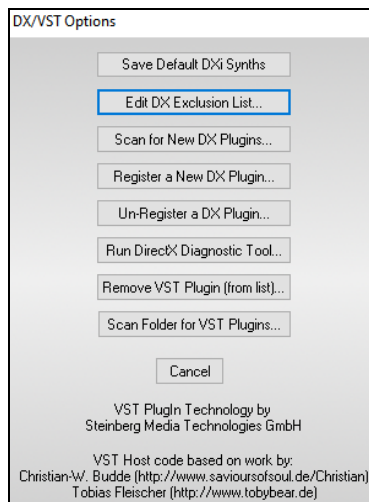 DX/VST Options
Save Default DXi Synths
Edit DX Exclusion List...
Scan for New DX Plugins...
Register a New DX Plugin...
Un-Register a DX Plugin...
Run DirectX Diagnostic Tool...
Remove VST Plugin (from list)...
Scan Folder for VST Plugins...
Cancel
VST PlugIn Technology by
Steinberg Media Technologies GmbH
VST Host code based on work by:
Christian-W. Budde (http://www.savioursofsoul.de/Christian)
Tobias Fleischer (http://www.tobybear.de)